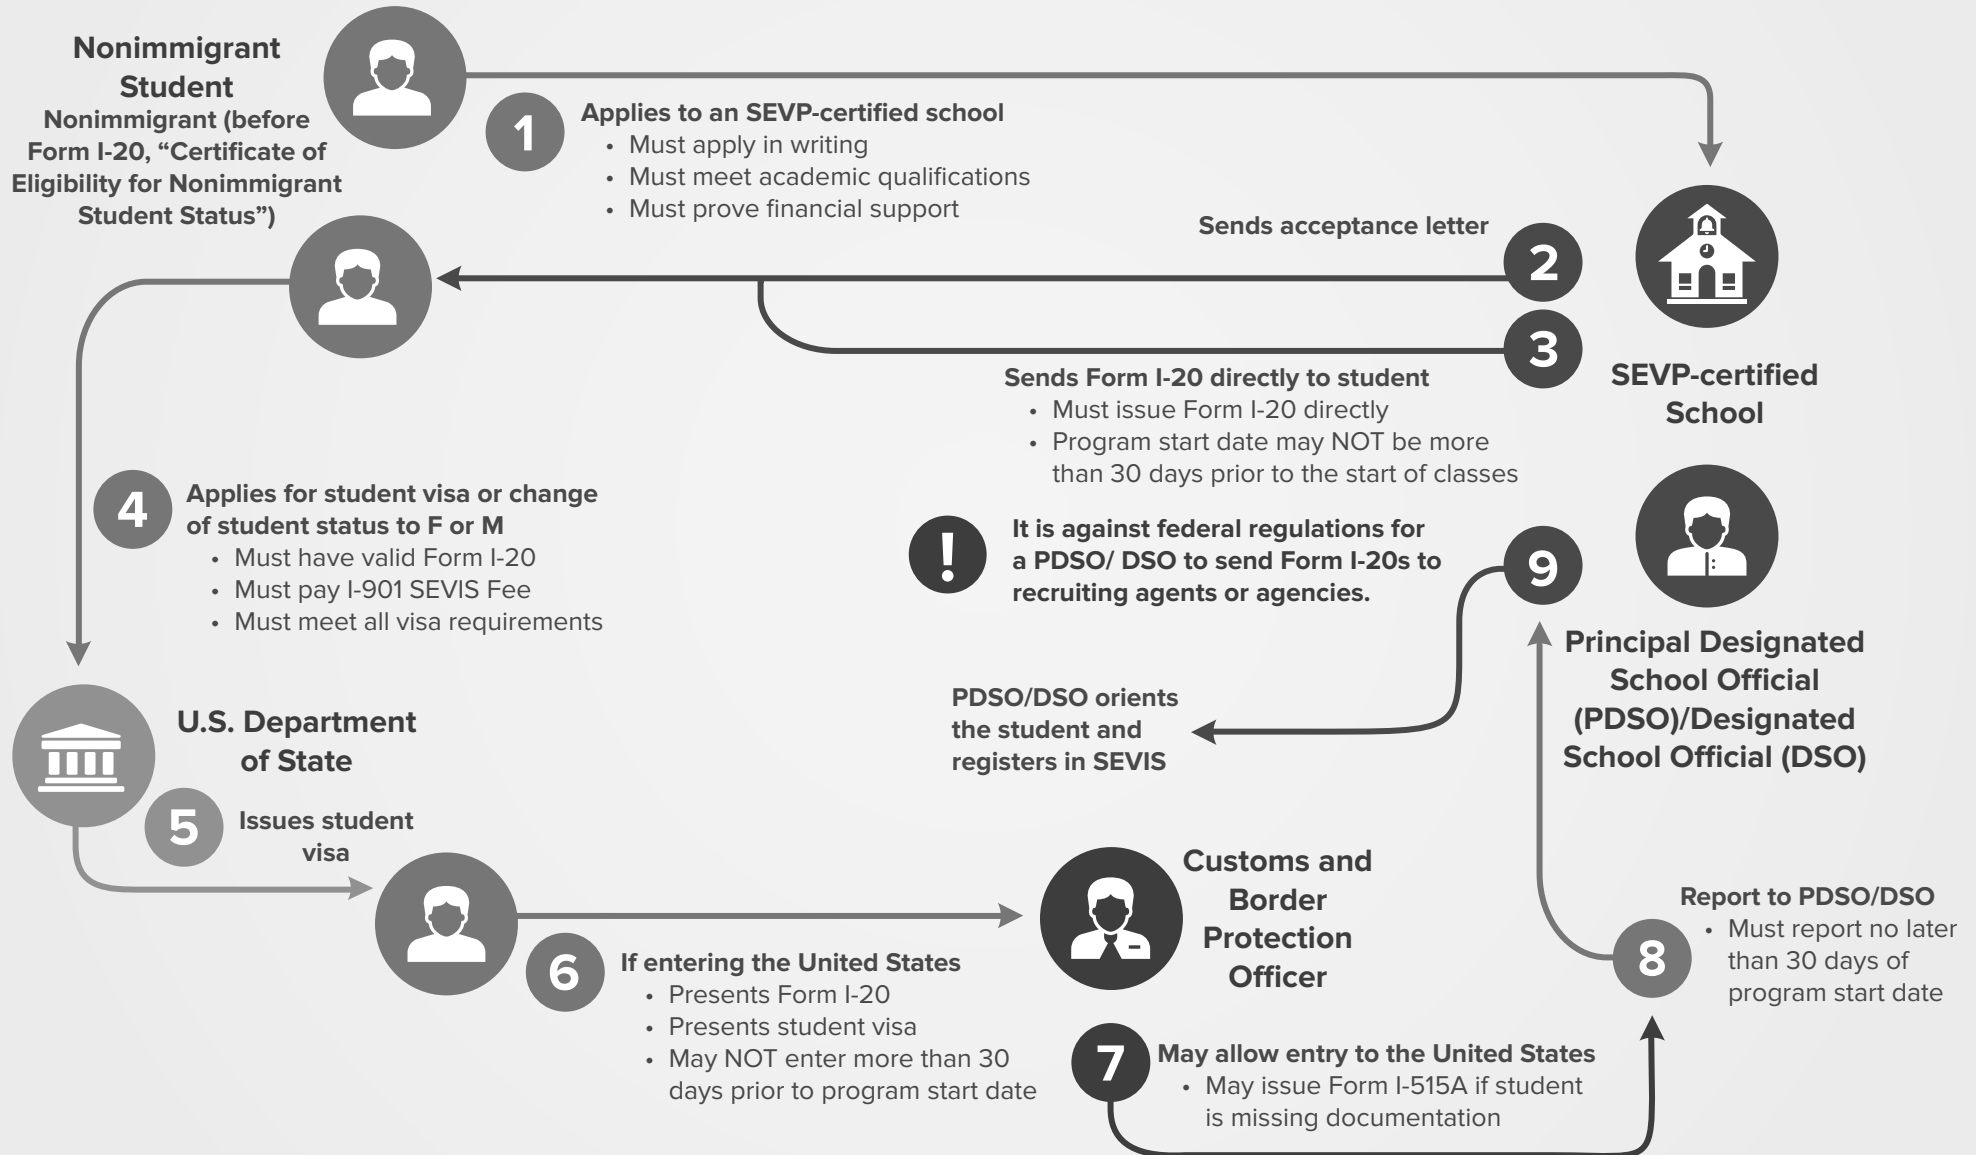 Nonimmigrant
Student
Nonimmigrant (before
Form I-20, “Certificate of
Eligibility for Nonimmigrant
Student Status”)
1
Applies to an SEVP-certified school
• Must apply in writing
• Must meet academic qualifications
• Must prove financial support
Sends acceptance letter
2
3
Sends Form I-20 directly to student
• Must issue Form I-20 directly
• Program start date may NOT be more
than 30 days prior to the start of classes
SEVP-certified
School
4
Applies for student visa or change
of student status to F or M
• Must have valid Form I-20
• Must pay I-901 SEVIS Fee
• Must meet all visa requirements
!
It is against federal regulations for
a PDSO/ DSO to send Form I-20s to
recruiting agents or agencies.
9
Principal Designated
School Official
(PDSO)/Designated
School Official (DSO)
PDSO/DSO orients
the student and
registers in SEVIS
U.S. Department
of State
5
Issues student
visa
6
If entering the United States
• Presents Form I-20
• Presents student visa
• May NOT enter more than 30
days prior to program start date
Customs and
Border
Protection
Officer
7
May allow entry to the United States
• May issue Form I-515A if student
is missing documentation
8
Report to PDSO/DSO
• Must report no later
than 30 days of
program start date